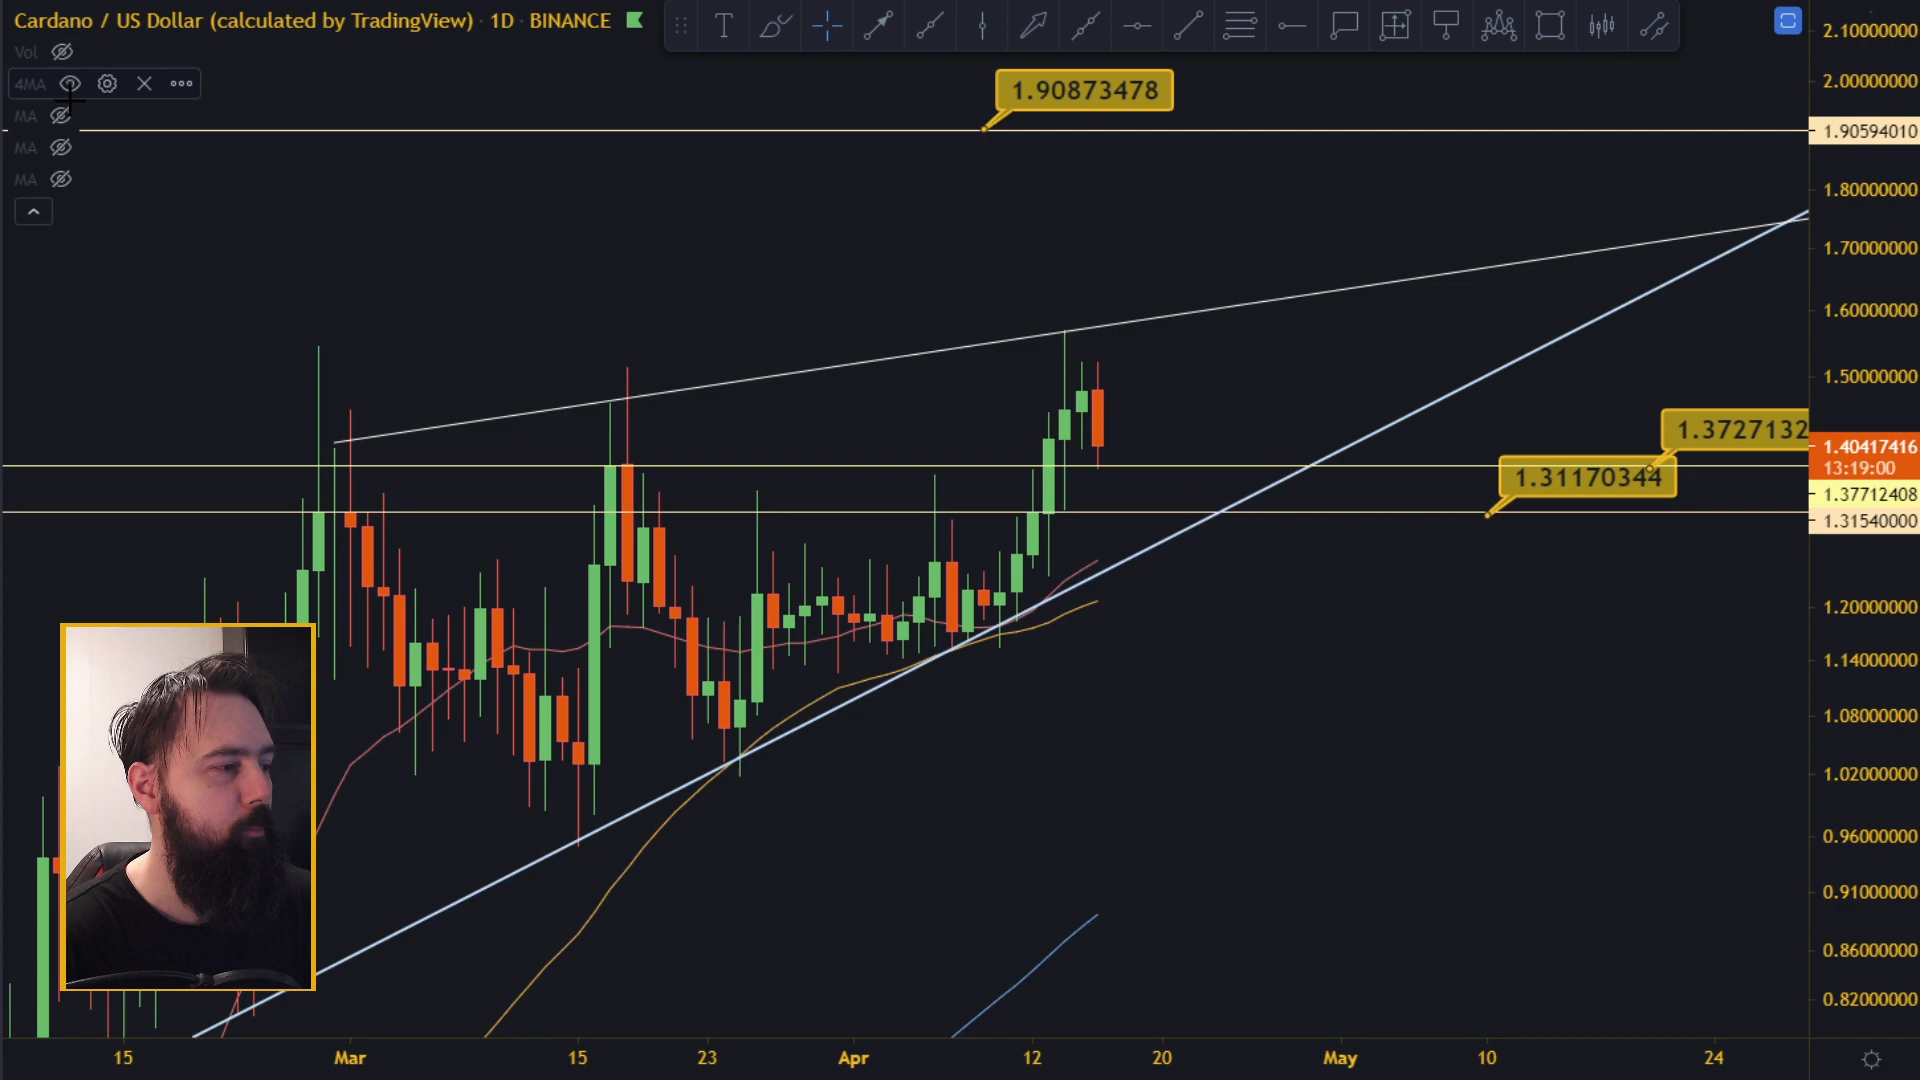 Cardano / US Dollar (calculated by TradingView) · 1D · BINANCE
Vol
4MA
MA
MA
MA
T
1.90873478
1.3727132
1.31170344
2.10000000
2.00000000
1.90594010
1.80000000
1.70000000
1.60000000
1.50000000
1.40417416
13:19:00
1.37712408
1.31540000
1.20000000
1.14000000
1.08000000
1.02000000
0.96000000
0.91000000
0.86000000
0.82000000
15 Mar 15 23 Apr 12 20 May 10 24